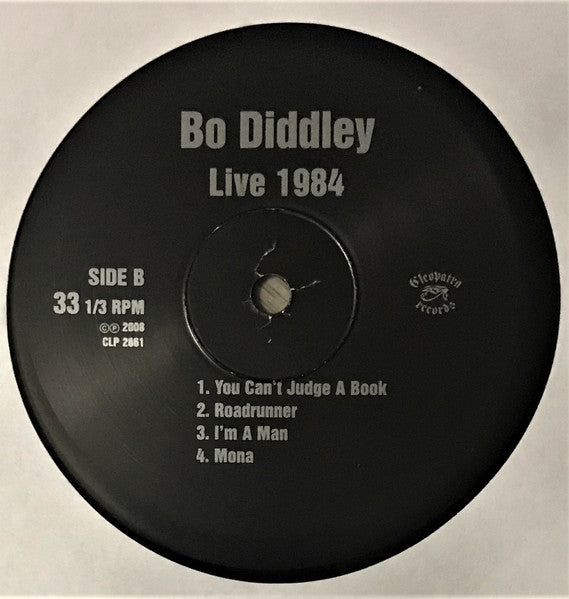 Bo Diddley
Live 1984
SIDE B
33 1/3 RPM
©℗ 2008
CLP 2661
Cleopatra
records
1. You Can't Judge A Book
2. Roadrunner
3. I'm A Man
4. Mona